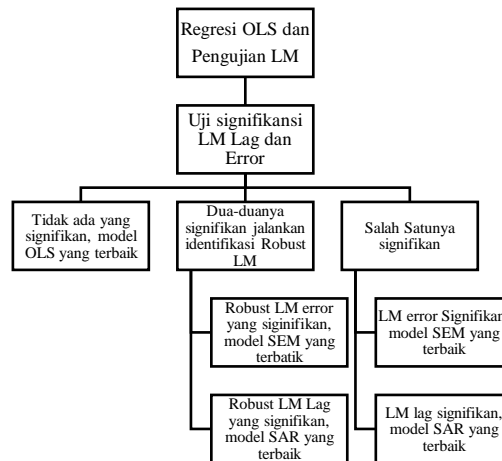 Regresi OLS dan
Pengujian LM
Uji signifikansi
LM Lag dan
Error
Tidak ada yang
signifikan, model
OLS yang terbaik
Dua-duanya
signifikan jalankan
identifikasi Robust
LM
Salah Satunya
signifikan
Robust LM error
yang siginifikan,
model SEM yang
terbatik
Robust LM Lag
yang signifikan,
model SAR yang
terbaik
LM error Signifikan
model SEM yang
terbaik
LM lag signifikan,
model SAR yang
terbaik